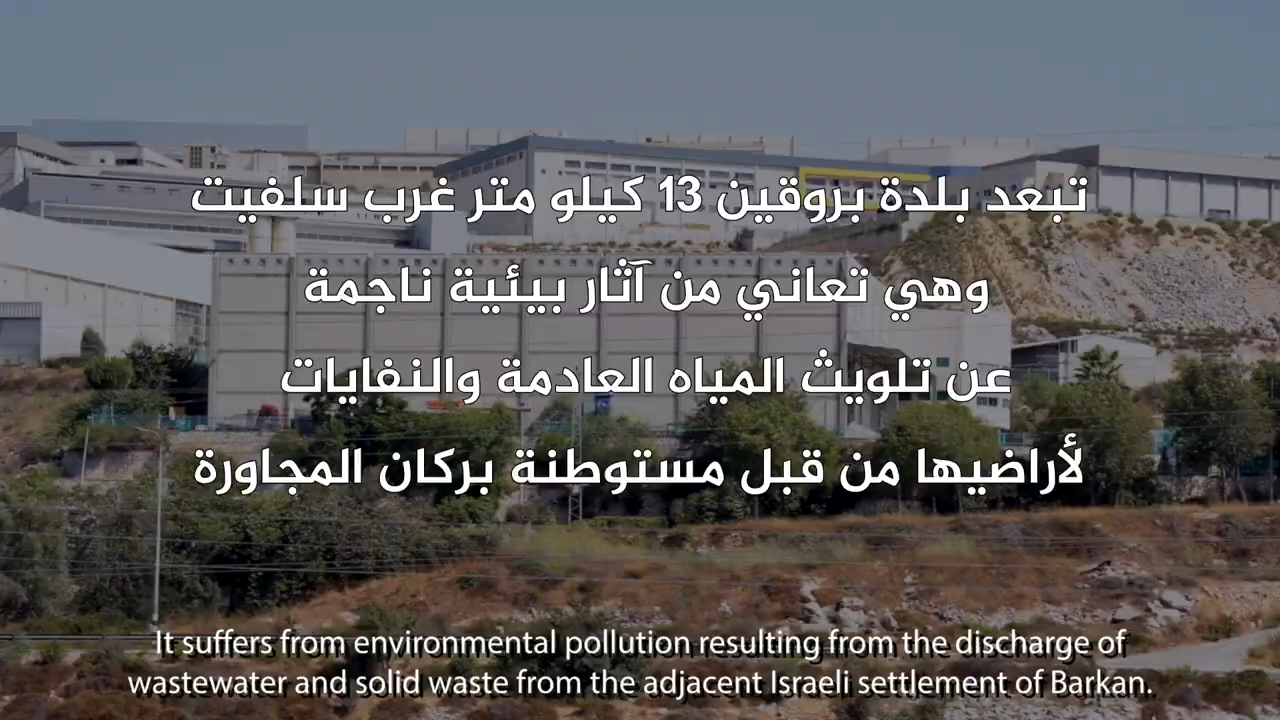 تبعد بلدة بروقين 13 كيلو متر غرب سلفيت
وهي تعاني من آثار بيئية ناجمة
عن تلويث المياه العادمة والنفايات
لأراضيها من قبل مستوطنة بركان المجاورة
It suffers from environmental pollution resulting from the discharge of
wastewater and solid waste from the adjacent Israeli settlement of Barkan.